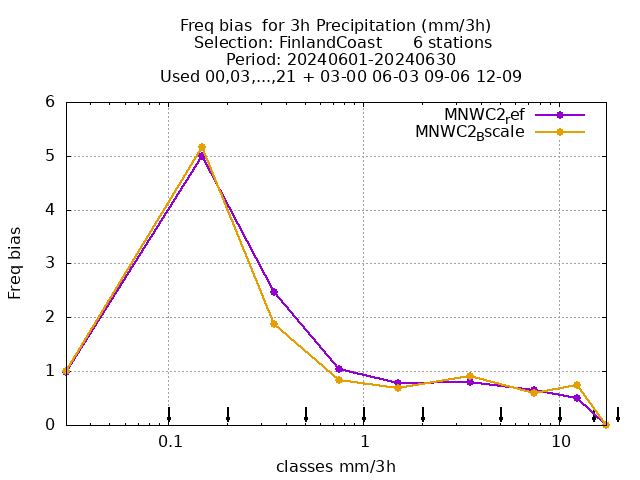 Freq bias  for 3h Precipitation (mm/3h)
Selection: FinlandCoast      6 stations
Period: 20240601-20240630
Used 00,03,...,21 + 03-00 06-03 09-06 12-09
MNWC2ref
MNWC2Bscale
6
5
4
3
2
1
0
Freq bias
0.1 1 10
classes mm/3h